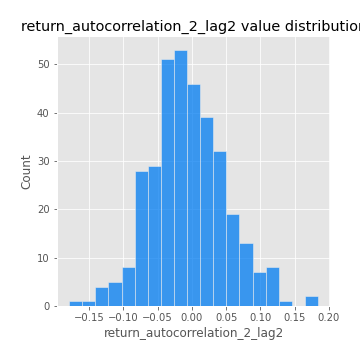 return_autocorrelation_2_lag2 value distribution
50
40
30
20
10
0
Count
−0.15 −0.10 −0.05 0.00 0.05 0.10 0.15 0.20
return_autocorrelation_2_lag2